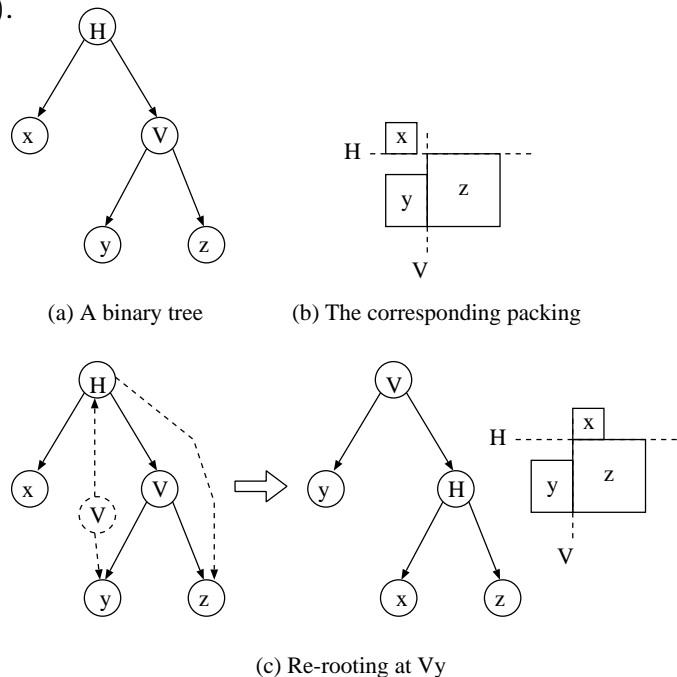 ).
H
x
V
y
z
x
H
y
z
V
(a) A binary tree
(b) The corresponding packing
H
x
V
V
y
z
V
y
H
x
z
x
H
y
z
V
(c) Re-rooting at Vy